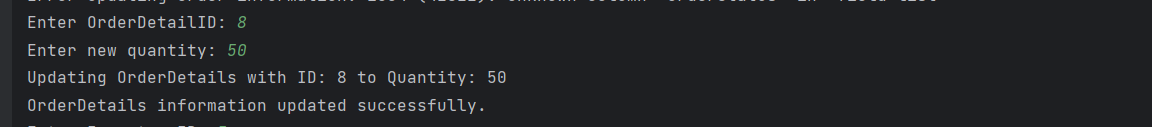 Enter OrderDetailID: 8
Enter new quantity: 50
Updating OrderDetails with ID: 8 to Quantity: 50
OrderDetails information updated successfully.